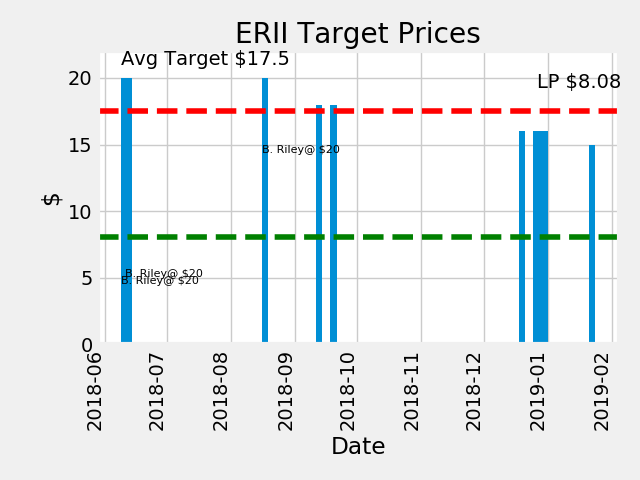 ERII Target Prices
Avg Target $17.5
LP $8.08
B. Riley@ $20
B. Riley@ $20
B. Riley@ $20
$
20
15
10
5
0
2018-06
2018-07
2018-08
2018-09
2018-10
2018-11
2018-12
2019-01
2019-02
Date